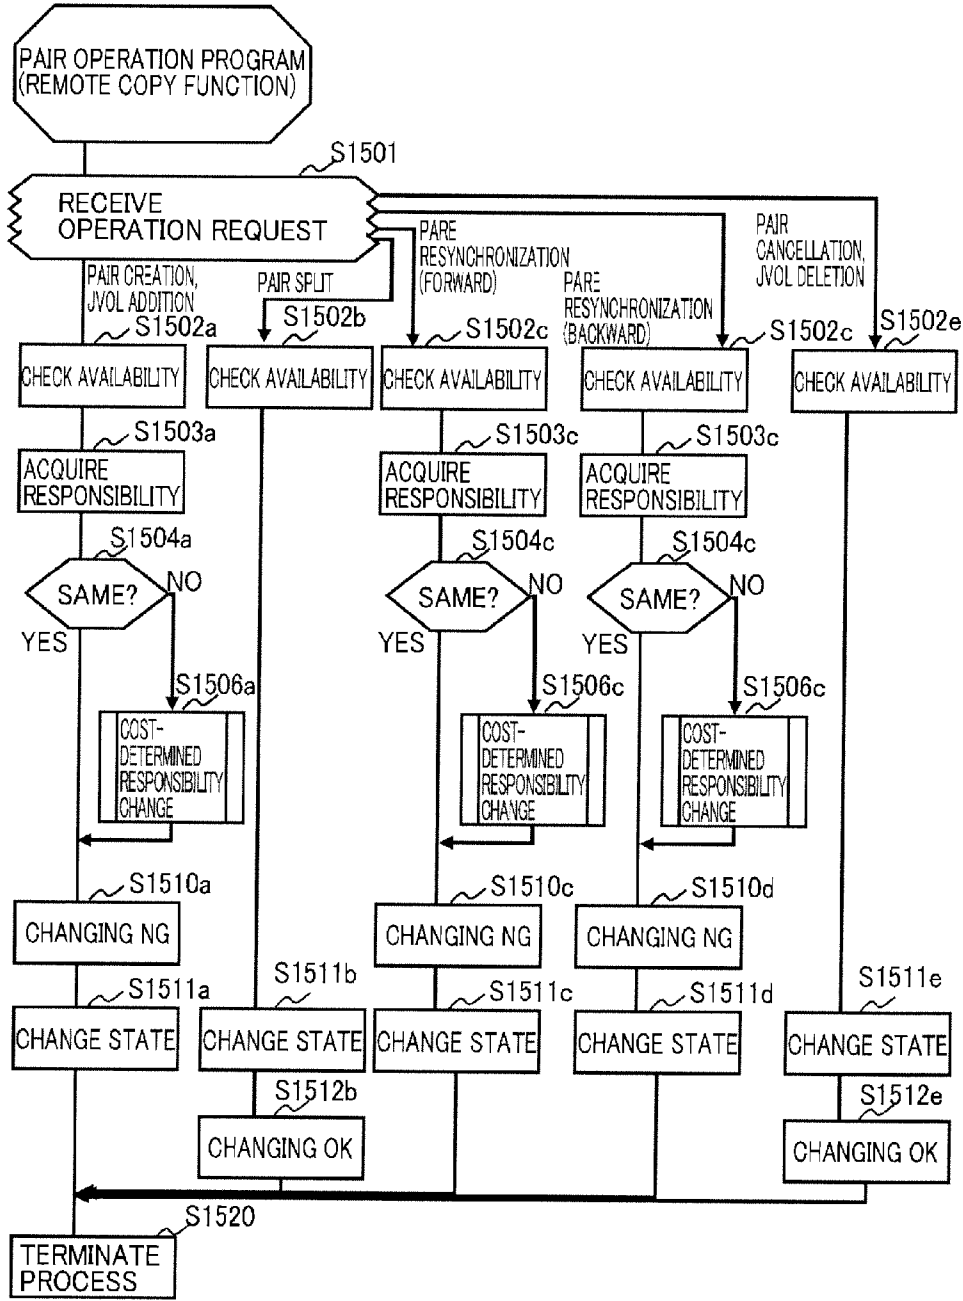 PAIR OPERATION PROGRAM
(REMOTE COPY FUNCTION)
S1501
RECEIVE
OPERATION REQUEST
PAIR CREATION,
JVOL ADDITION
PAIR SPLIT
PARE
RESYNCHRONIZATION
(FORWARD)
PARE
RESYNCHRONIZATION
(BACKWARD)
PAIR
CANCELLATION,
JVOL DELETION
S1502a
S1502b
S1502c
S1502c
S1502e
CHECK AVAILABILITY
CHECK AVAILABILITY
CHECK AVAILABILITY
CHECK AVAILABILITY
CHECK AVAILABILITY
S1503a
S1503c
S1503c
ACQUIRE
RESPONSIBILITY
ACQUIRE
RESPONSIBILITY
ACQUIRE
RESPONSIBILITY
S1504a
S1504c
S1504c
SAME?
NO
YES
SAME?
NO
YES
SAME?
NO
YES
S1506a
S1506c
S1506c
COST-
DETERMINED
RESPONSIBILITY
CHANGE
COST-
DETERMINED
RESPONSIBILITY
CHANGE
COST-
DETERMINED
RESPONSIBILITY
CHANGE
S1510a
S1510c
S1510d
CHANGING NG
CHANGING NG
CHANGING NG
S1511a
S1511b
S1511c
S1511d
S1511e
CHANGE STATE
CHANGE STATE
CHANGE STATE
CHANGE STATE
CHANGE STATE
S1512b
S1512e
CHANGING OK
CHANGING OK
S1520
TERMINATE
PROCESS